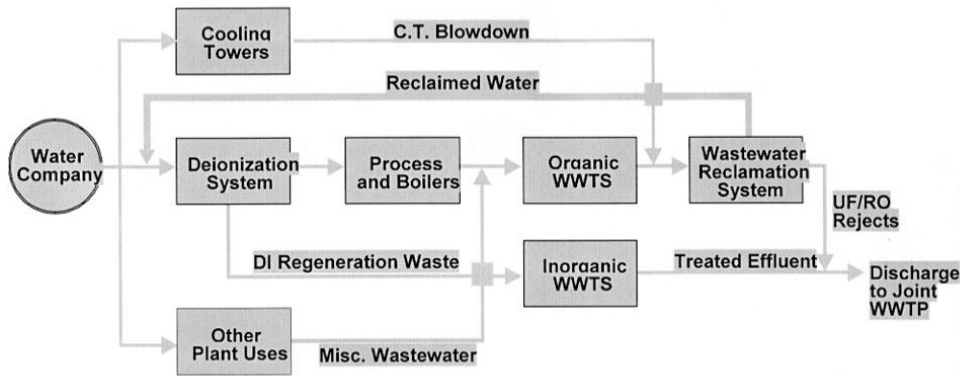 Cooling
Towers
C.T. Blowdown
Reclaimed Water
Water
Company
Deionization
System
Process
and Boilers
Organic
WWTS
Wastewater
Reclamation
System
UF/RO
Rejects
DI Regeneration Waste
Inorganic
WWTS
Treated Effluent
Discharge
to Joint
WWTP
Other
Plant Uses
Misc. Wastewater